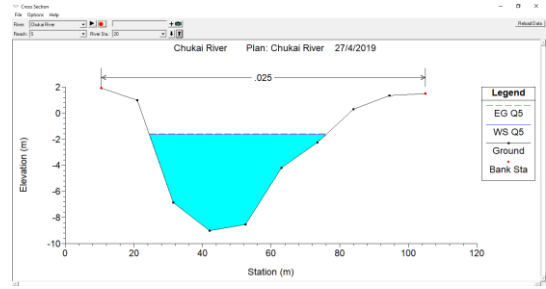 Cross Section
File Options Help
River: Chukai River
Reload Data
Reach: S River Sta.: 20
Chukai River Plan: Chukai River 27/4/2019
.025
Legend
EG Q5
WS Q5
Ground
Bank Sta
Elevation (m)
2
0
-2
-4
-6
-8
-10
0 20 40 60 80 100 120
Station (m)